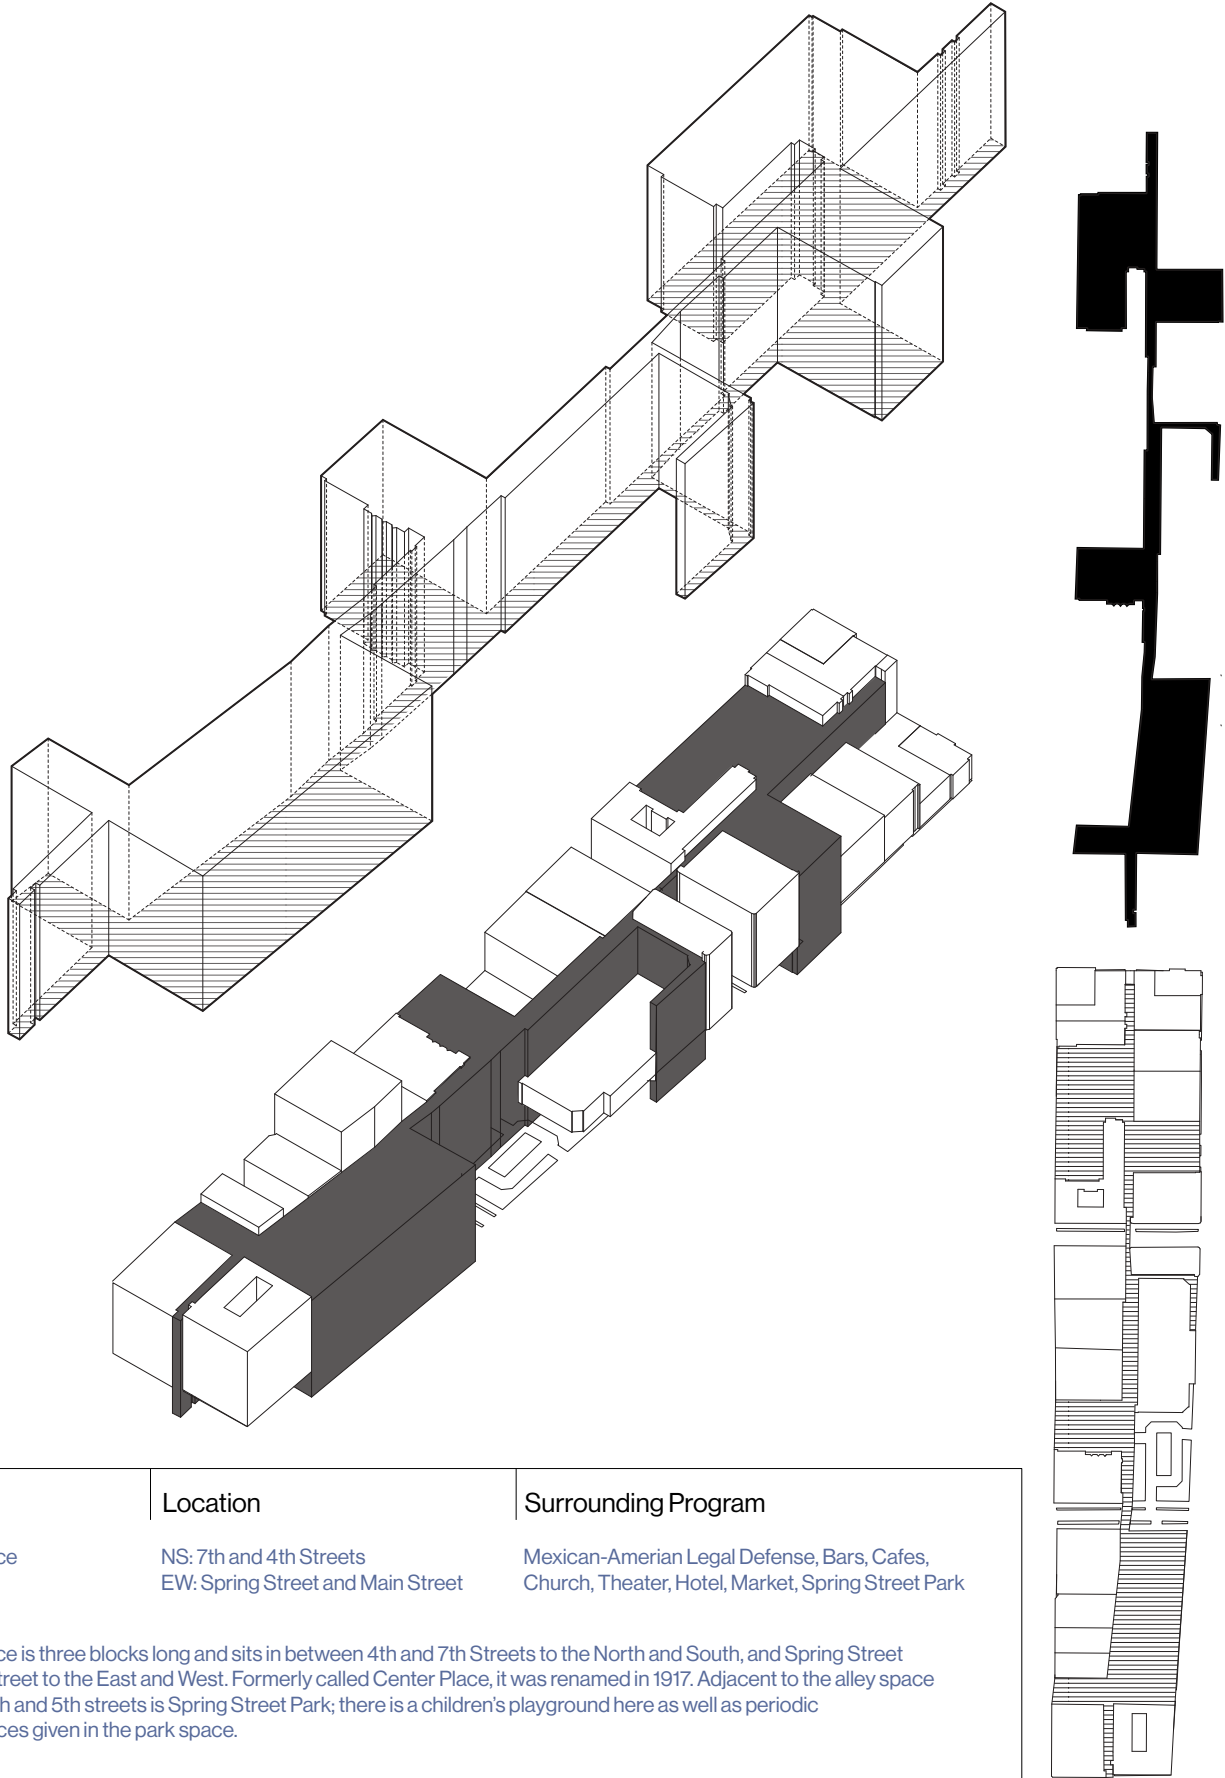 Location
Surrounding Program
ce
NS: 7th and 4th Streets
EW: Spring Street and Main Street
Mexican-Amerian Legal Defense, Bars, Cafes,
Church, Theater, Hotel, Market, Spring Street Park
ce is three blocks long and sits in between 4th and 7th Streets to the North and South, and Spring Street
treet to the East and West. Formerly called Center Place, it was renamed in 1917. Adjacent to the alley space
h and 5th streets is Spring Street Park; there is a children's playground here as well as periodic
ces given in the park space.